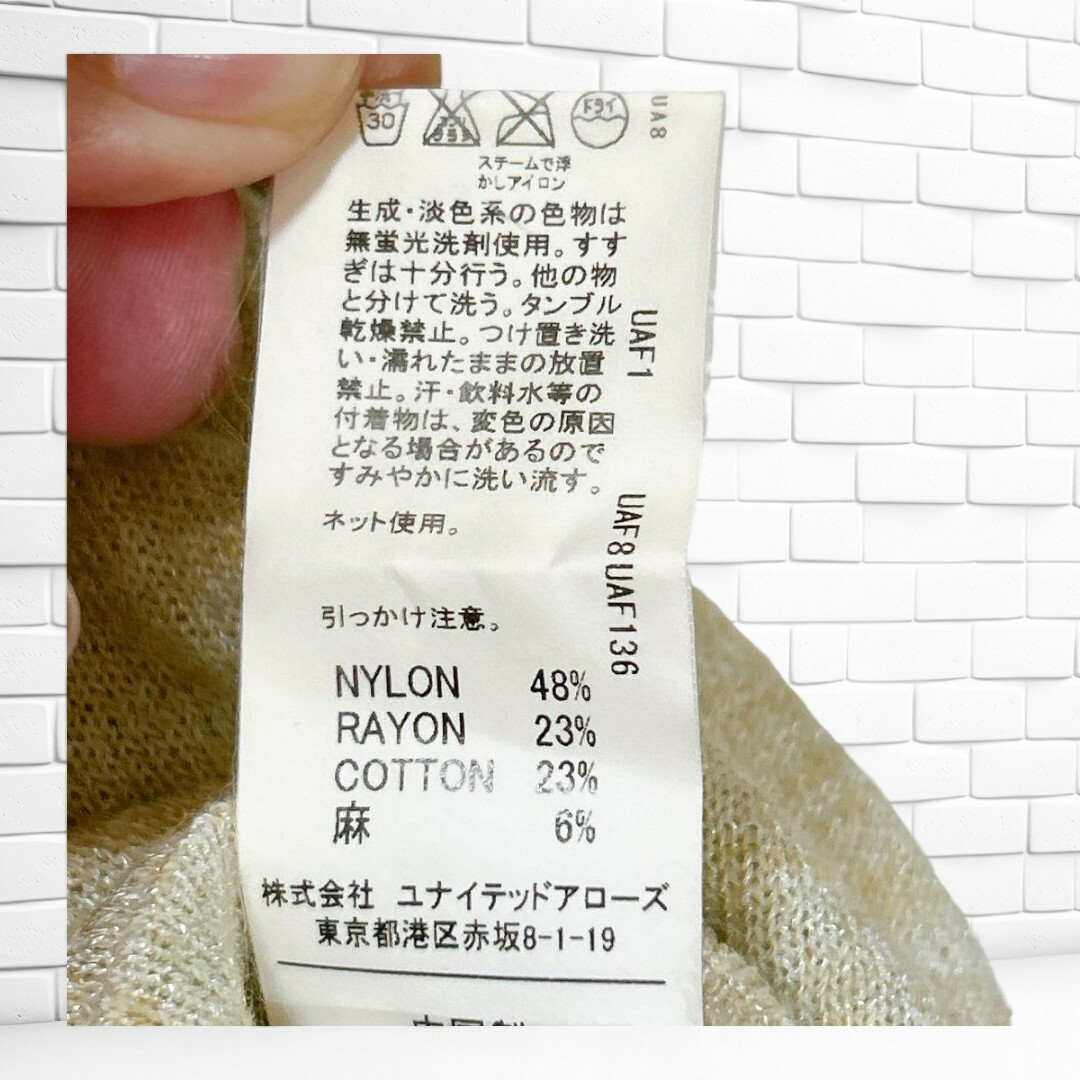 手洗イ
30
ドライ
UA8
スチームで浮
かしアイロン
生成・淡色系の色物は
無蛍光洗剤使用。すす
ぎは十分行う。他の物
と分けて洗う。タンブル
乾燥禁止。つけ置き洗
い・濡れたままの放置
禁止。汗・飲料水等の
付着物は、変色の原因
となる場合があるので
すみやかに洗い流す。
UAF1
ネット使用。
UAF8UAF136
引っかけ注意。
NYLON 48%
RAYON 23%
COTTON 23%
麻 6%
株式会社 ユナイテッドアローズ
東京都港区赤坂8-1-19
中国製